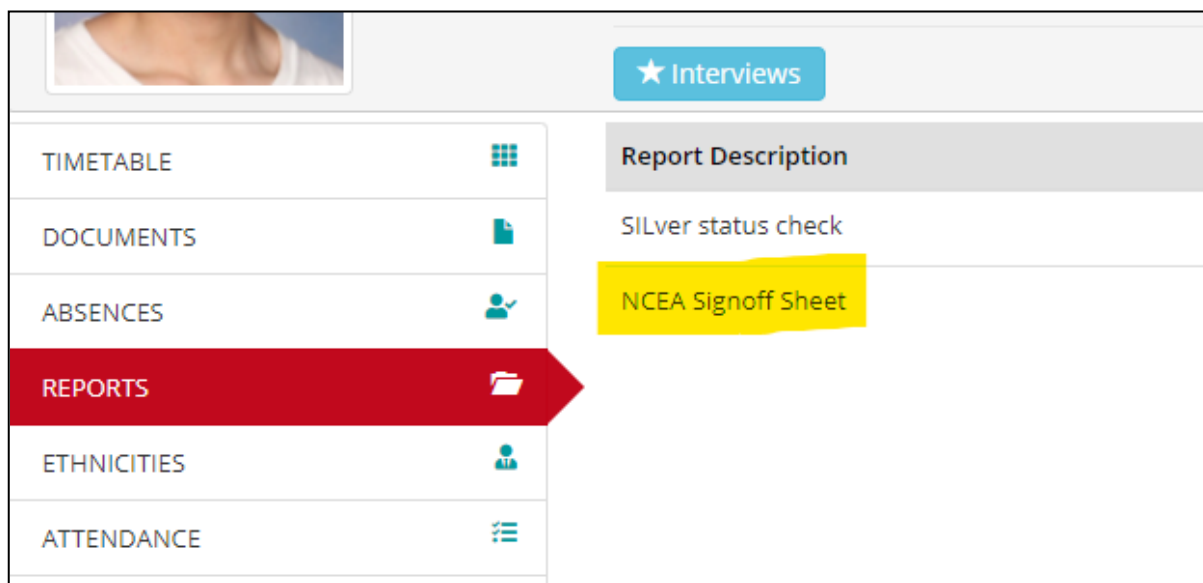 ★ Interviews
TIMETABLE
DOCUMENTS
ABSENCES
REPORTS
ETHNICITIES
ATTENDANCE
Report Description
SILver status check
NCEA Signoff Sheet